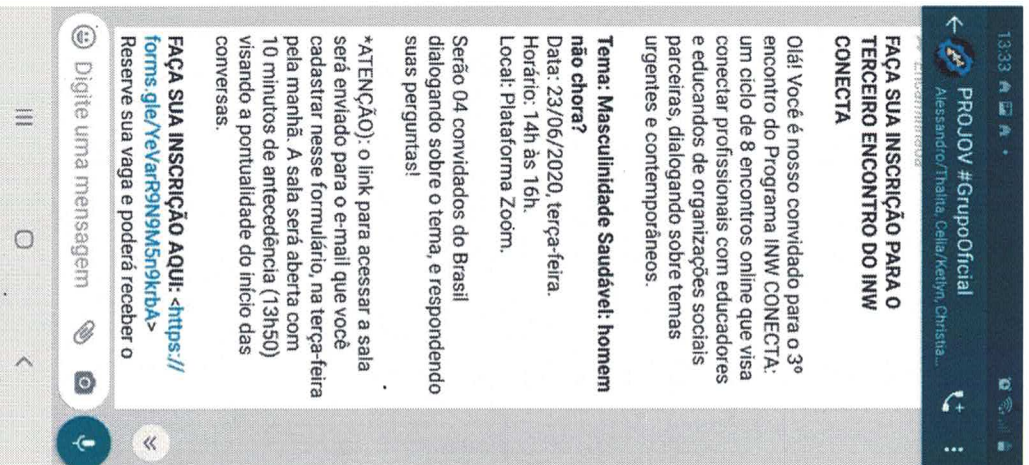 13:33
PROJOV #GrupoOficial
Alessandro/Thalita, Celia/Ketlyn, Christia...
Encaminhada
FAÇA SUA INSCRIÇÃO PARA O
TERCEIRO ENCONTRO DO INW
CONECTA
Olá! Você é nosso convidado para o 3º
encontro do Programa INW CONECTA:
um ciclo de 8 encontros online que visa
conectar profissionais com educadores
e educandos de organizações sociais
parceiras, dialogando sobre temas
urgentes e contemporâneos.
Tema: Masculinidade Saudável: homem
não chora?
Data: 23/06/2020, terça-feira.
Horário: 14h às 16h.
Local: Plataforma Zoom.
Serão 04 convidados do Brasil
dialogando sobre o tema, e respondendo
suas perguntas!
*ATENÇÃO]: o link para acessar a sala
será enviado para o e-mail que você
cadastrar nesse formulário, na terça-feira
pela manhã. A sala será aberta com
10 minutos de antecedência (13h50)
visando a pontualidade do início das
conversas.
FAÇA SUA INSCRIÇÃO AQUI: <https://
forms.gle/YeVarR9N9M5n9krbA>
Reserve sua vaga e poderá receber o
Digite uma mensagem